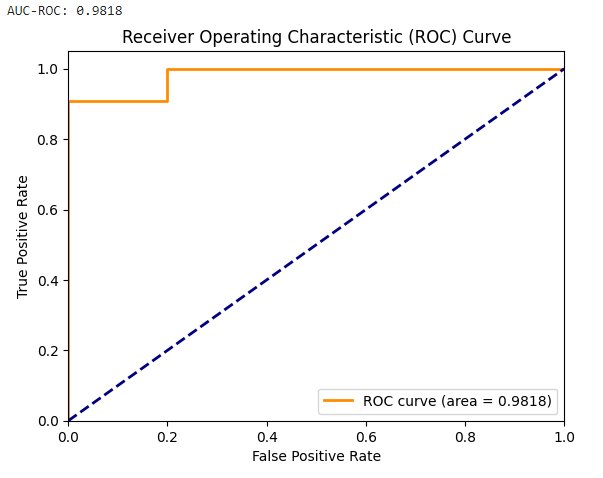 AUC-ROC: 0.9818
Receiver Operating Characteristic (ROC) Curve
1.0
0.8
0.6
0.4
0.2
0.0
True Positive Rate
ROC curve (area = 0.9818)
0.0 0.2 0.4 0.6 0.8 1.0
False Positive Rate